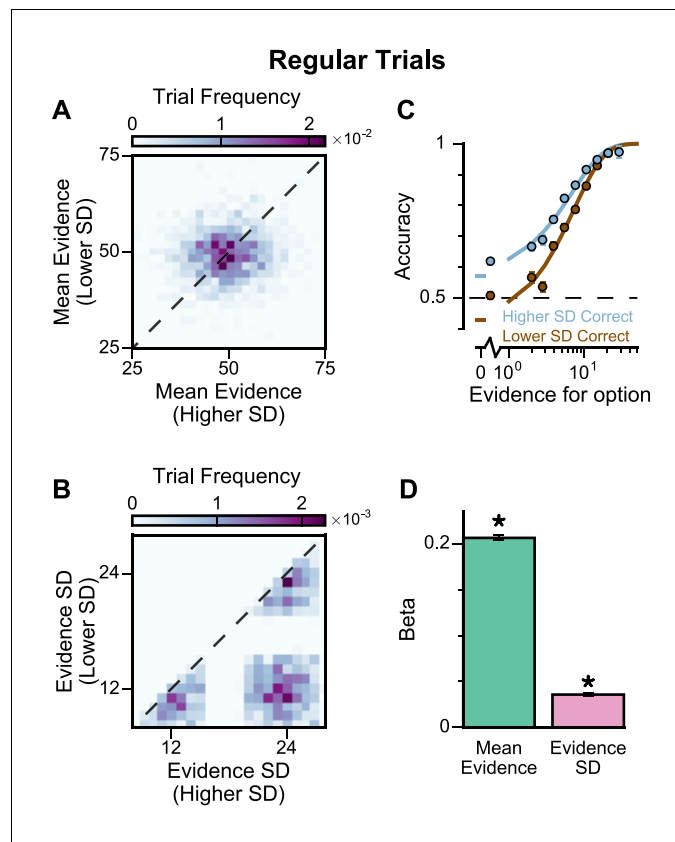 Regular Trials
A
Trial Frequency
0 1 2
×10⁻²
75
50
25
Mean Evidence
(Lower SD)
25 50 75
Mean Evidence
(Higher SD)
C
1
0.5
Accuracy
Higher SD Correct
Lower SD Correct
0 10⁰ 10¹
Evidence for option
B
Trial Frequency
0 1 2
×10⁻³
24
12
Evidence SD
(Lower SD)
12 24
Evidence SD
(Higher SD)
D
0.2
0
Beta
★
★
Mean
Evidence
Evidence
SD